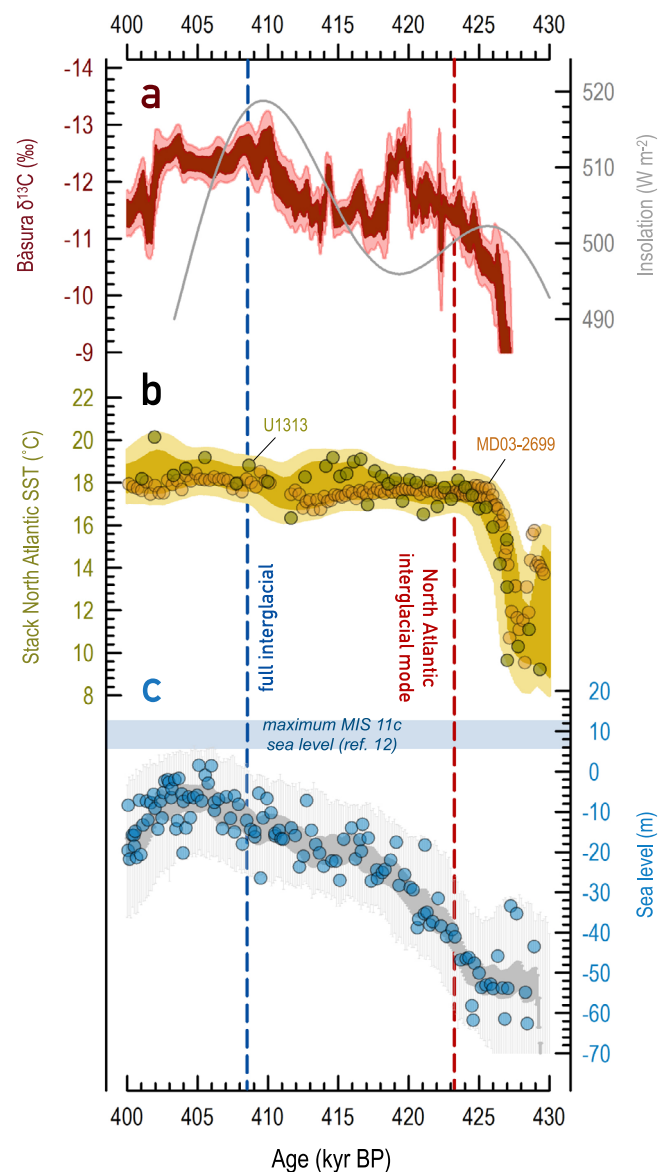 400 405 410 415 420 425 430
a
-14
-13
-12
-11
-10
-9
Bàsura δ13C (‰)
520
510
500
490
Insolation (W m-2)
b
22
20
18
16
14
12
10
8
Stack North Atlantic SST (°C)
U1313
MD03-2699
full interglacial
North Atlantic
interglacial mode
c
maximum MIS 11c
sea level (ref. 12)
20
10
0
-10
-20
-30
-40
-50
-60
-70
Sea level (m)
400 405 410 415 420 425 430
Age (kyr BP)